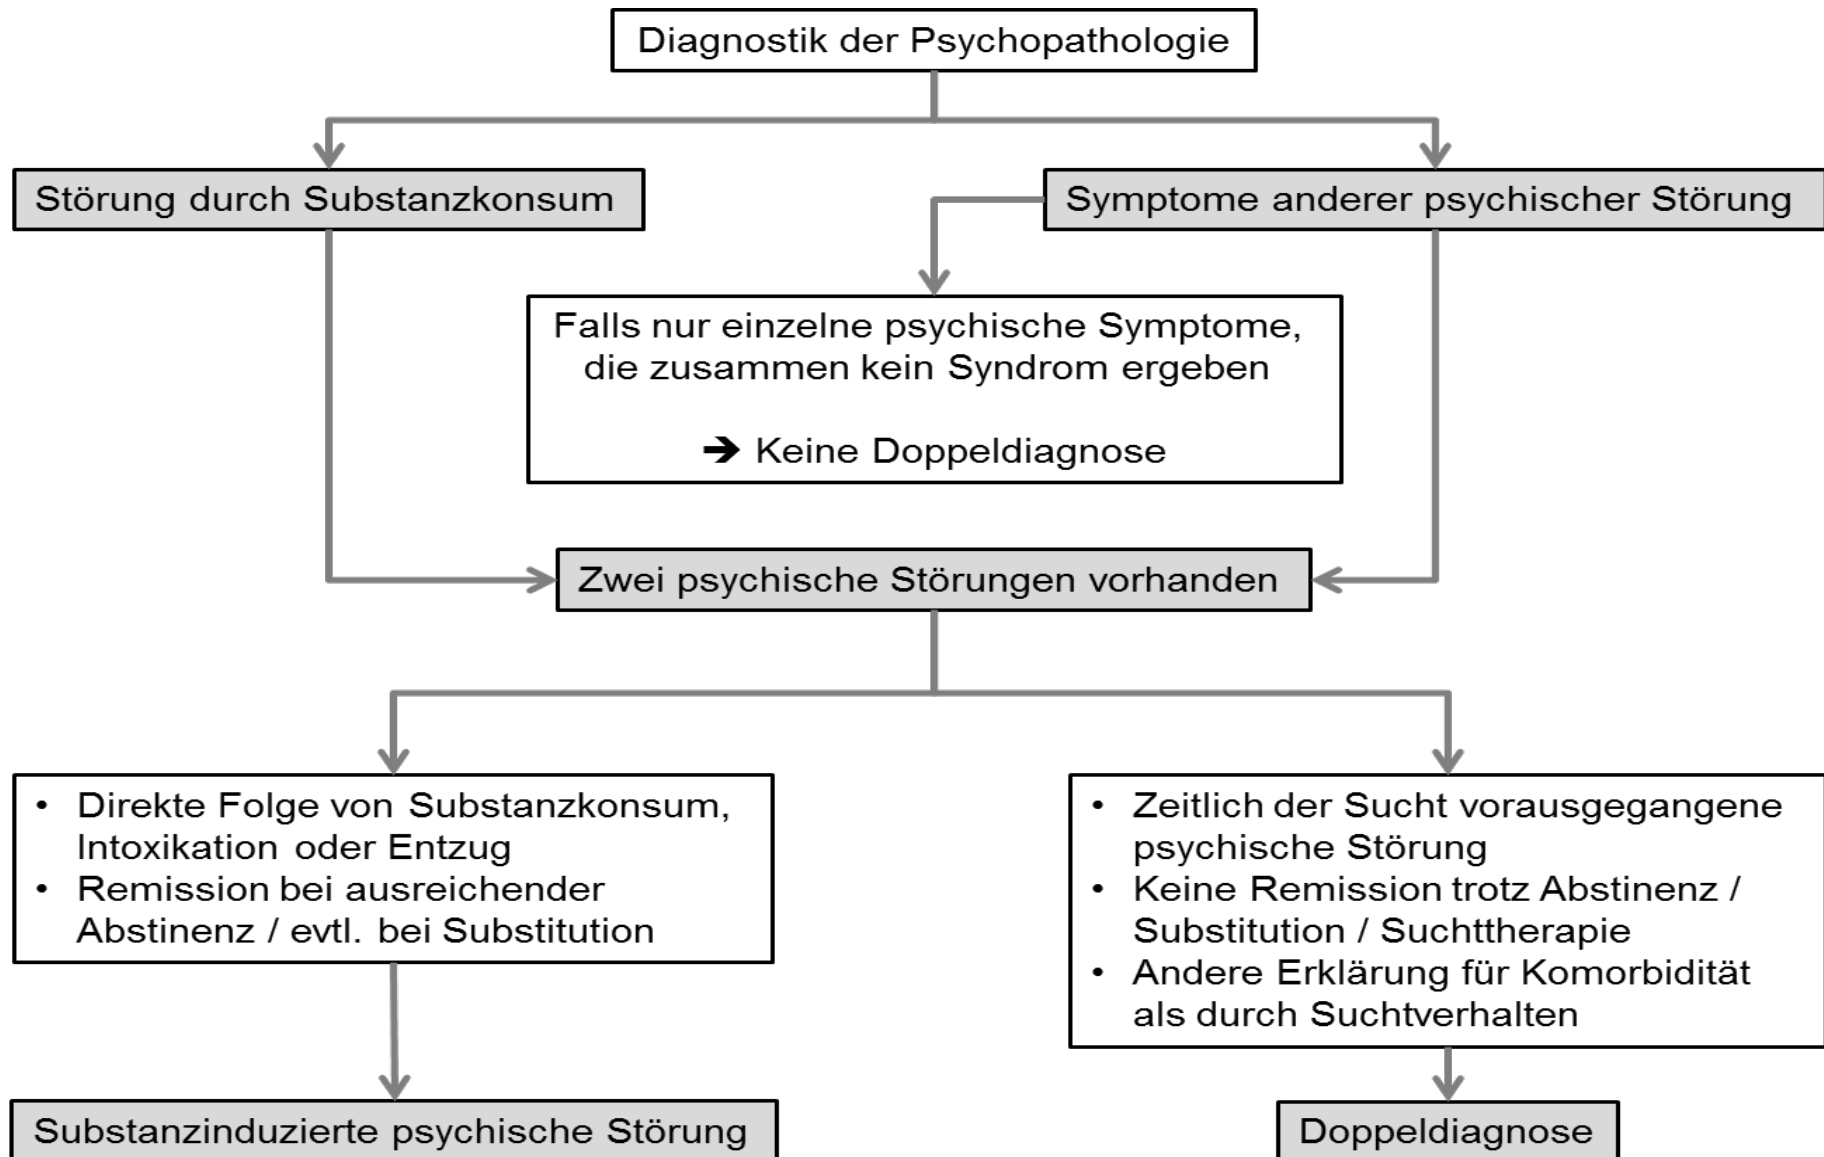 Diagnostik der Psychopathologie
Störung durch Substanzkonsum
Symptome anderer psychischer Störung
Falls nur einzelne psychische Symptome,
die zusammen kein Syndrom ergeben
➔ Keine Doppeldiagnose
Zwei psychische Störungen vorhanden
• Direkte Folge von Substanzkonsum,
Intoxikation oder Entzug
• Remission bei ausreichender
Abstinenz / evtl. bei Substitution
• Zeitlich der Sucht vorausgegangene
psychische Störung
• Keine Remission trotz Abstinenz /
Substitution / Suchttherapie
• Andere Erklärung für Komorbidität
als durch Suchtverhalten
Substanzinduzierte psychische Störung
Doppeldiagnose